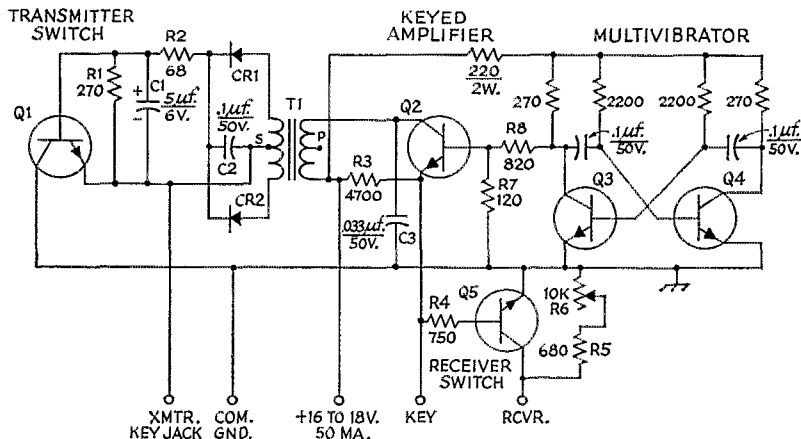 TRANSMITTER
SWITCH
KEYED
AMPLIFIER
MULTIVIBRATOR
R1
270
C1
+
5µf.
6V.
-
R2
68
CR1
Q1
.1µf.
50V.
S
C2
CR2
T1
P
220
2W.
Q2
R3
4700
.033µf.
50V.
C3
R8
820
R7
120
270
2200
2200
270
.1µf.
50V.
.1µf.
50V.
Q3
Q4
Q5
R4
750
10K
R6
680
R5
RECEIVER
SWITCH
XMTR.
KEY JACK
COM.
GND.
+16 TO 18V.
50 MA.
KEY
RCVR.